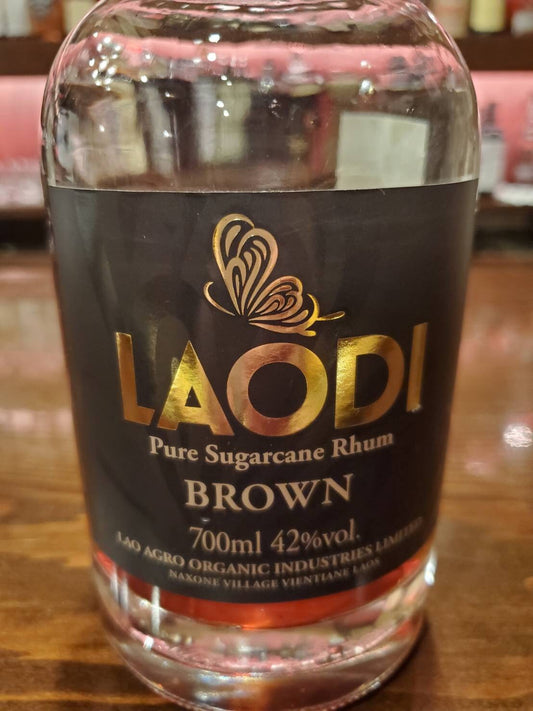 LAODI
Pure Sugarcane Rhum
BROWN
700ml 42%vol.
LAO AGRO ORGANIC INDUSTRIES LIMITED
NAXONE VILLAGE VIENTIANE LAOS